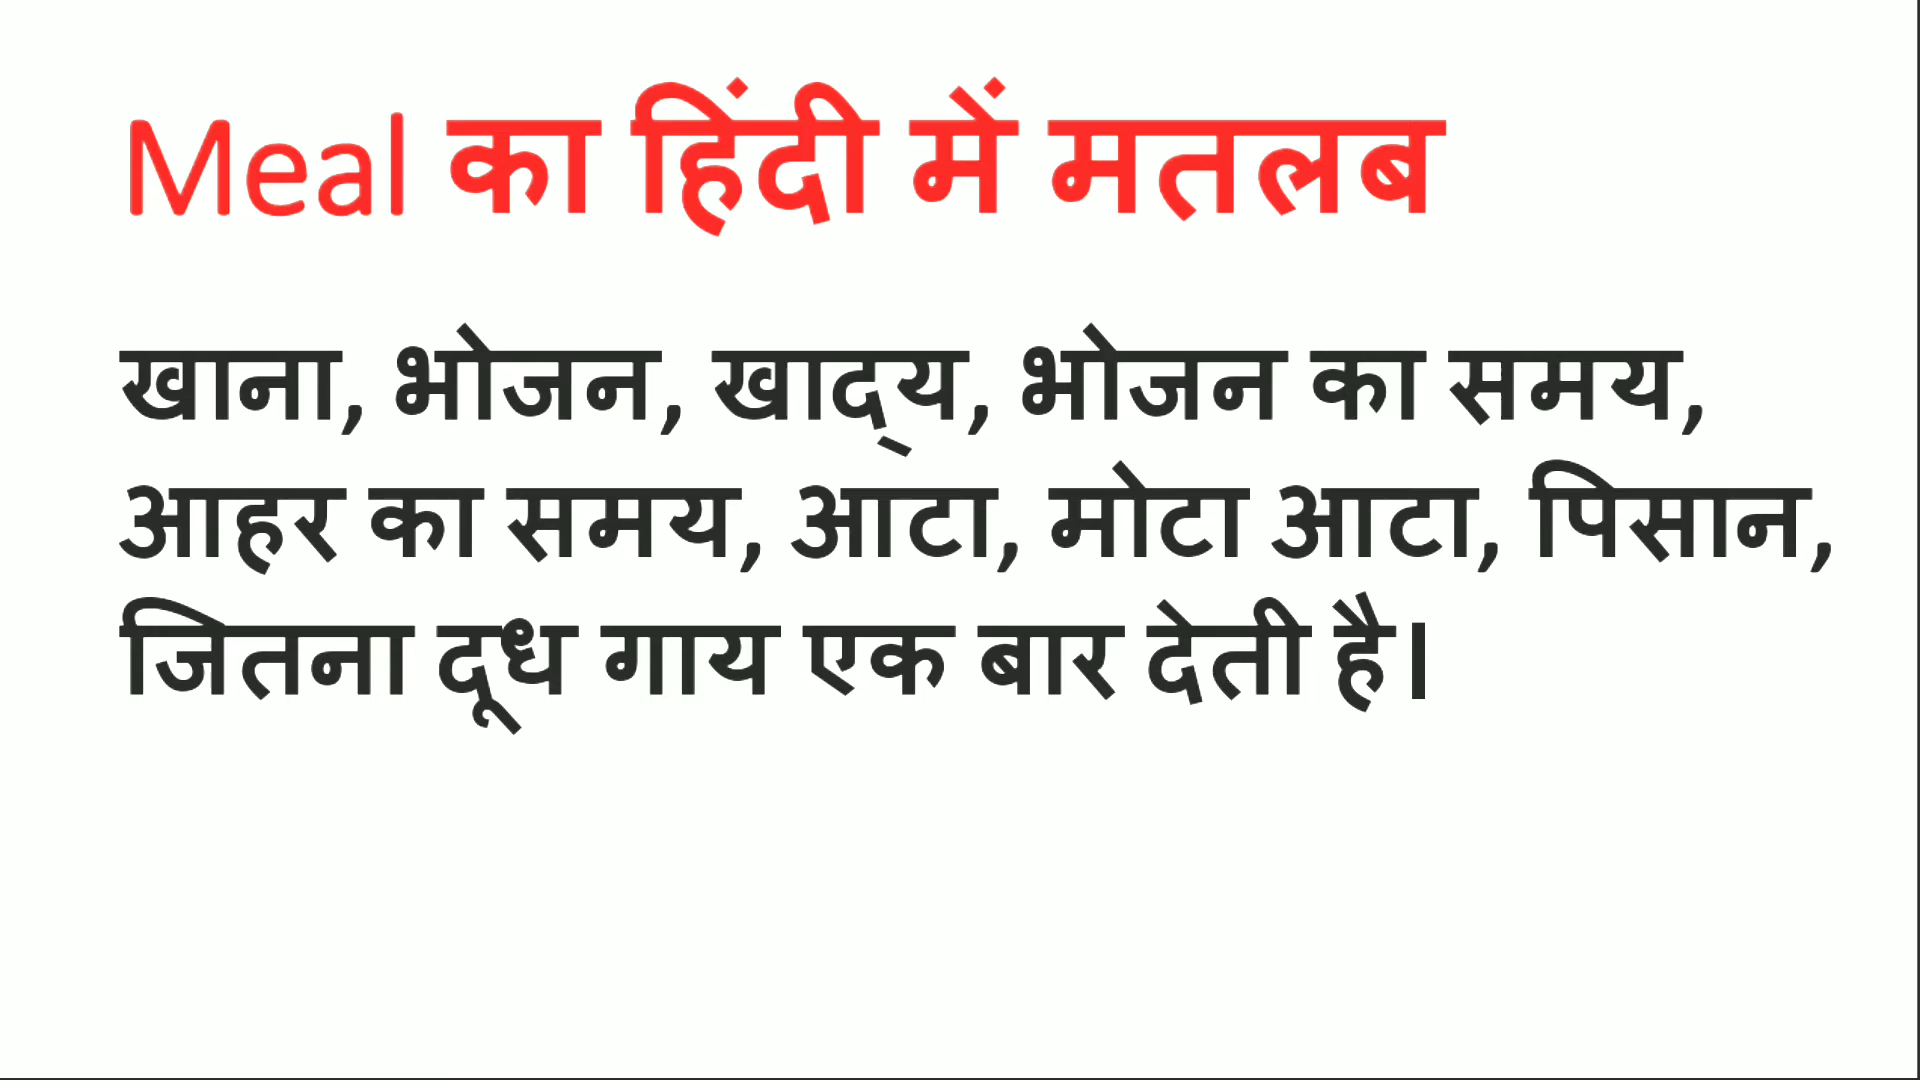 Meal का हिंदी में मतलब
खाना, भोजन, खाद्‌य, भोजन का समय,
आहर का समय, आटा, मोटा आटा, पिसान,
जितना दूध गाय एक बार देती है।